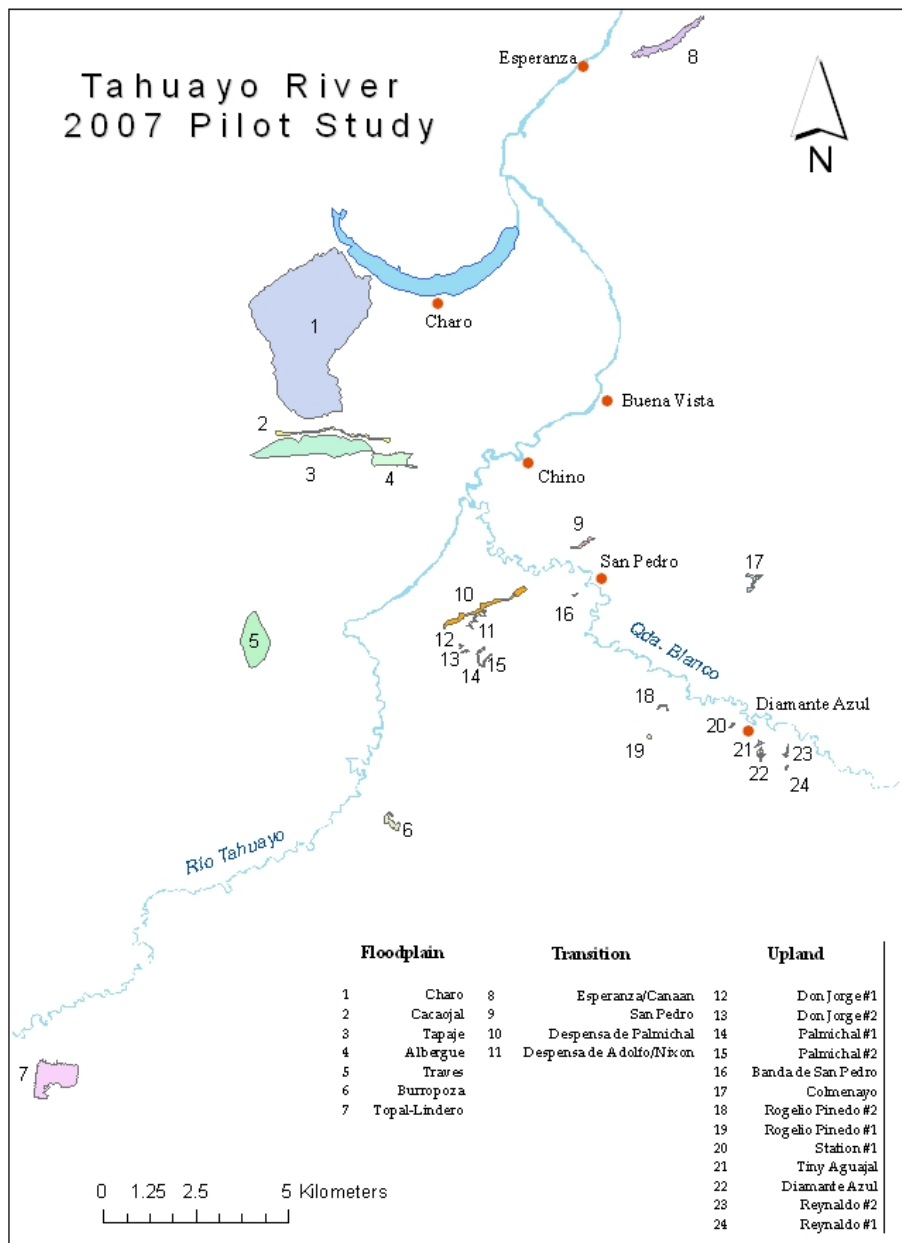 Tahuayo River
2007 Pilot Study
Esperanza
8
N
1
Charo
Buena Vista
2
3
4
Chino
9
San Pedro
17
10
16
11
12
5
13
14
15
Qda. Blanco
18
Diamante Azul
20
19
21
23
22
24
6
Río Tahuayo
7
Floodplain Transition Upland
1 Charo 8 Esperanza/Canaan 12 Don Jorge #1
2 Cacaojal 9 San Pedro 13 Don Jorge #2
3 Tapaje 10 Despensa de Palmichal 14 Palmichal #1
4 Albergue 11 Despensa de Adolfo/Nixon 15 Palmichal #2
5 Traves 16 Banda de San Pedro
6 Burropoza 17 Colmenayo
7 Topal-Lindero 18 Rogelio Pinedo #2
19 Rogelio Pinedo #1
20 Station #1
21 Tiny Aguajal
22 Diamante Azul
23 Reynaldo #2
24 Reynaldo #1
0 1.25 2.5 5 Kilometers